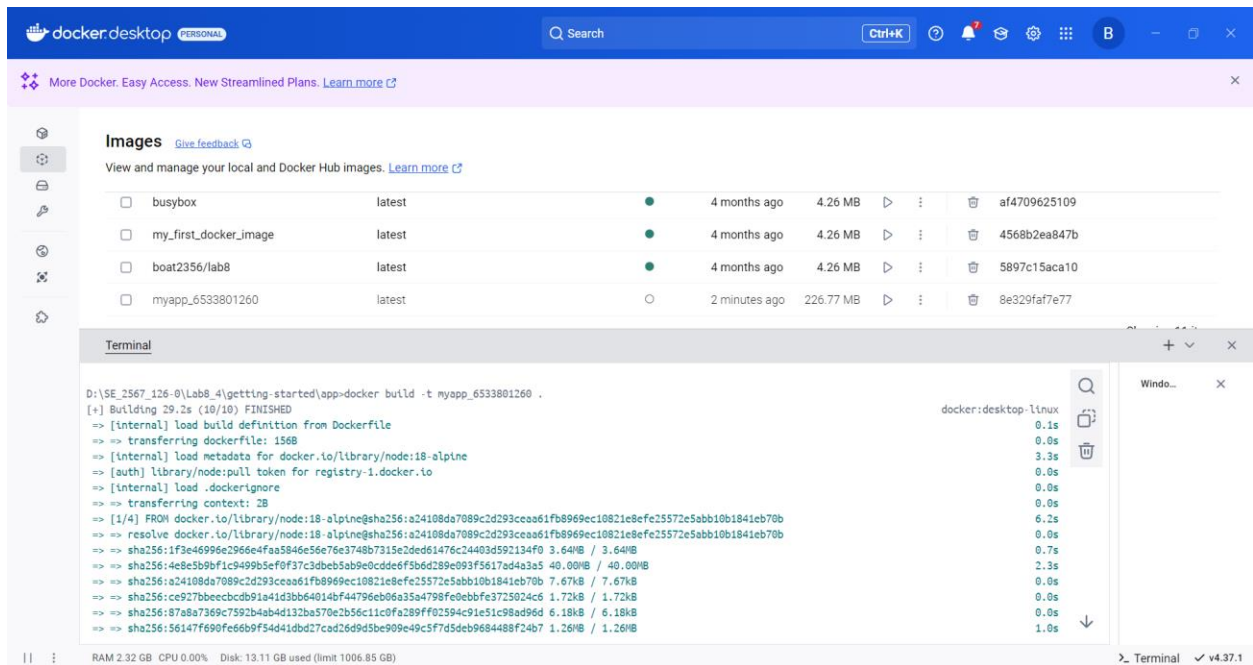 docker.desktop PERSONAL
Search
Ctrl+K
7
B
More Docker. Easy Access. New Streamlined Plans. Learn more
Images Give feedback
View and manage your local and Docker Hub images. Learn more
busybox latest 4 months ago 4.26 MB af4709625109
my_first_docker_image latest 4 months ago 4.26 MB 4568b2ea847b
boat2356/lab8 latest 4 months ago 4.26 MB 5897c15aca10
myapp_6533801260 latest 2 minutes ago 226.77 MB 8e329faf7e77
Terminal
Windo...
D:\SE_2567_126-0\Lab8_4\getting-started\app>docker build -t myapp_6533801260 .
[+] Building 29.2s (10/10) FINISHED docker:desktop-linux
=> [internal] load build definition from Dockerfile 0.1s
=> => transferring dockerfile: 156B 0.0s
=> [internal] load metadata for docker.io/library/node:18-alpine 3.3s
=> [auth] library/node:pull token for registry-1.docker.io 0.0s
=> [internal] load .dockerignore 0.0s
=> => transferring context: 2B 0.0s
=> [1/4] FROM docker.io/library/node:18-alpine@sha256:a24108da7089c2d293ceaa61fb8969ec10821e8efe25572e5abb10b1841eb70b 6.2s
=> => resolve docker.io/library/node:18-alpine@sha256:a24108da7089c2d293ceaa61fb8969ec10821e8efe25572e5abb10b1841eb70b 0.0s
=> => sha256:1f3e46996e2966e4faa5846e56e76e3748b7315e2ded61476c24403d592134f0 3.64MB / 3.64MB 0.7s
=> => sha256:4e8e5b9bf1c9499b5ef0f37c3dbeb5ab9e0cdde6f5b6d289e093f5617ad4a3a5 40.00MB / 40.00MB 2.3s
=> => sha256:a24108da7089c2d293ceaa61fb8969ec10821e8efe25572e5abb10b1841eb70b 7.67kB / 7.67kB 0.0s
=> => sha256:ce927bbeecbcdb91a41d3bb64014bf44796eb06a35a4798fe0ebbfe3725024c6 1.72kB / 1.72kB 0.0s
=> => sha256:87a8a7369c7592b4ab4d132ba570e2b56c11c0fa289ff02594c91e51c98ad96d 6.18kB / 6.18kB 0.0s
=> => sha256:56147f690fe66b9f54d41dbd27cad26d9d5be909e49c5f7d5deb9684488f24b7 1.26MB / 1.26MB 1.0s
RAM 2.32 GB CPU 0.00% Disk: 13.11 GB used (limit 1006.85 GB) Terminal v4.37.1